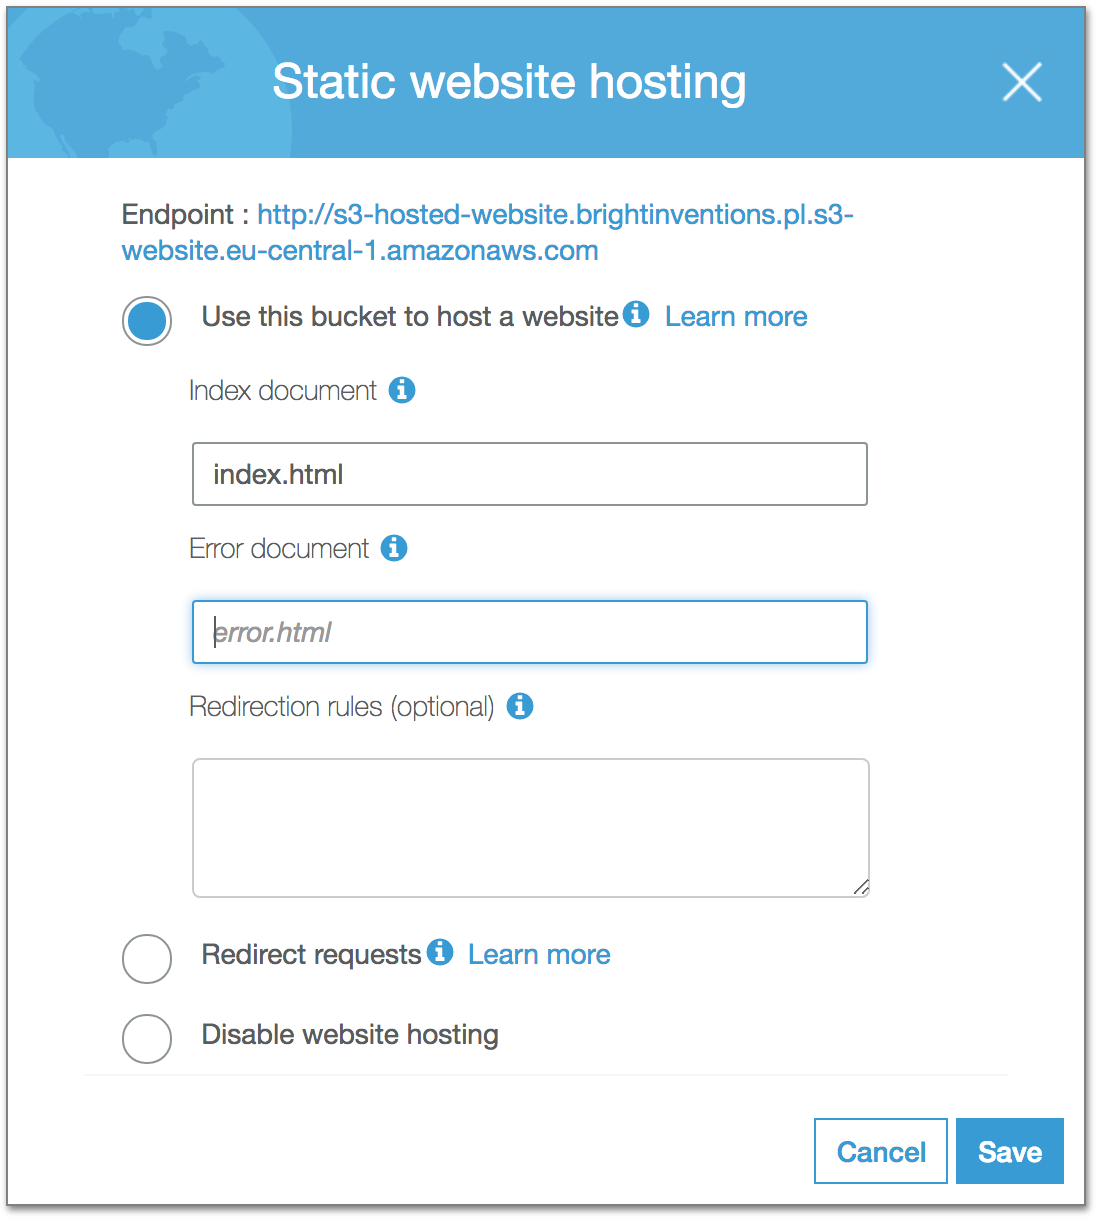 Static website hosting
Endpoint : http://s3-hosted-website.brightinventions.pl.s3-
website.eu-central-1.amazonaws.com
Use this bucket to host a website Learn more
Index document
index.html
Error document
error.html
Redirection rules (optional)
Redirect requests Learn more
Disable website hosting
Cancel Save